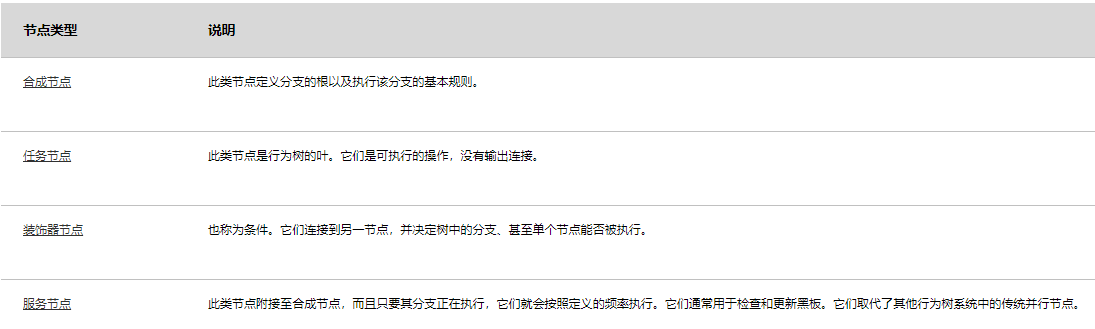 节点类型 说明
合成节点 此类节点定义分支的根以及执行该分支的基本规则。
任务节点 此类节点是行为树的叶。它们是可执行的操作，没有输出连接。
装饰器节点 也称为条件。它们连接到另一节点，并决定树中的分支、甚至单个节点能否被执行。
服务节点 此类节点附接至合成节点，而且只要其分支正在执行，它们就会按照定义的频率执行。它们通常用于检查和更新黑板。它们取代了其他行为树系统中的传统并行节点。